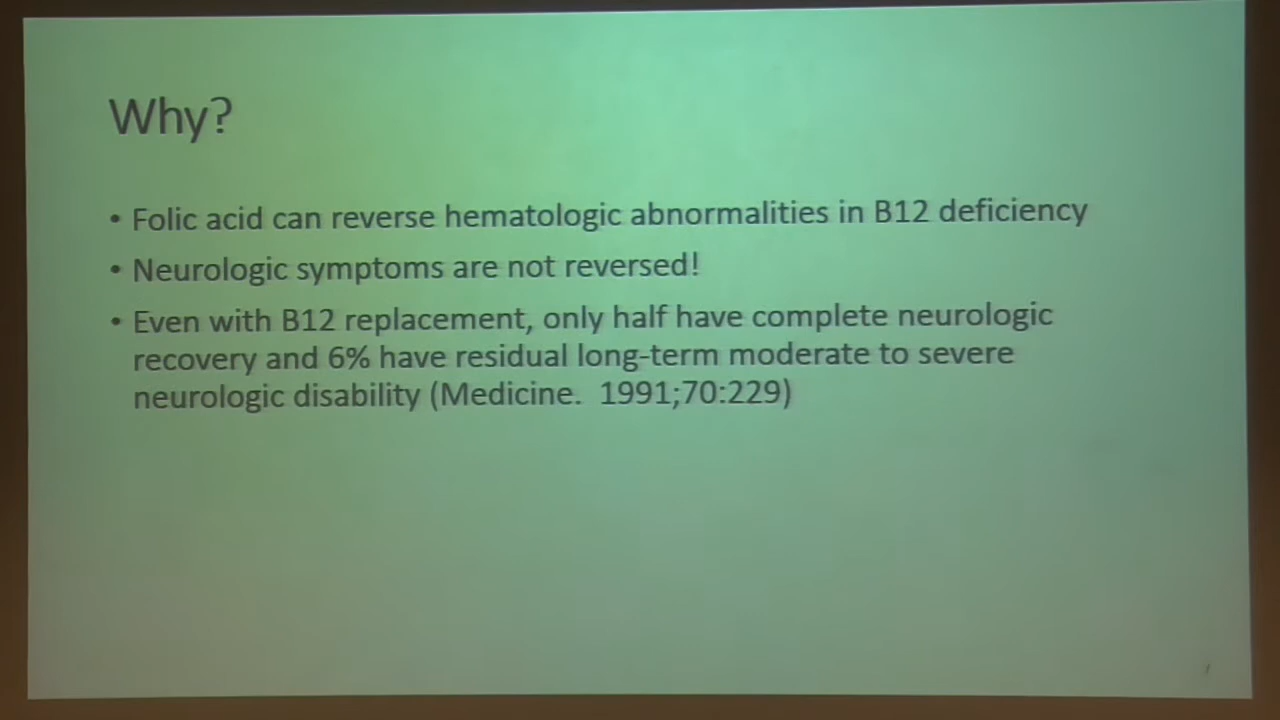 Why?
• Folic acid can reverse hematologic abnormalities in B12 deficiency
• Neurologic symptoms are not reversed!
• Even with B12 replacement, only half have complete neurologic
recovery and 6% have residual long-term moderate to severe
neurologic disability (Medicine.  1991;70:229)